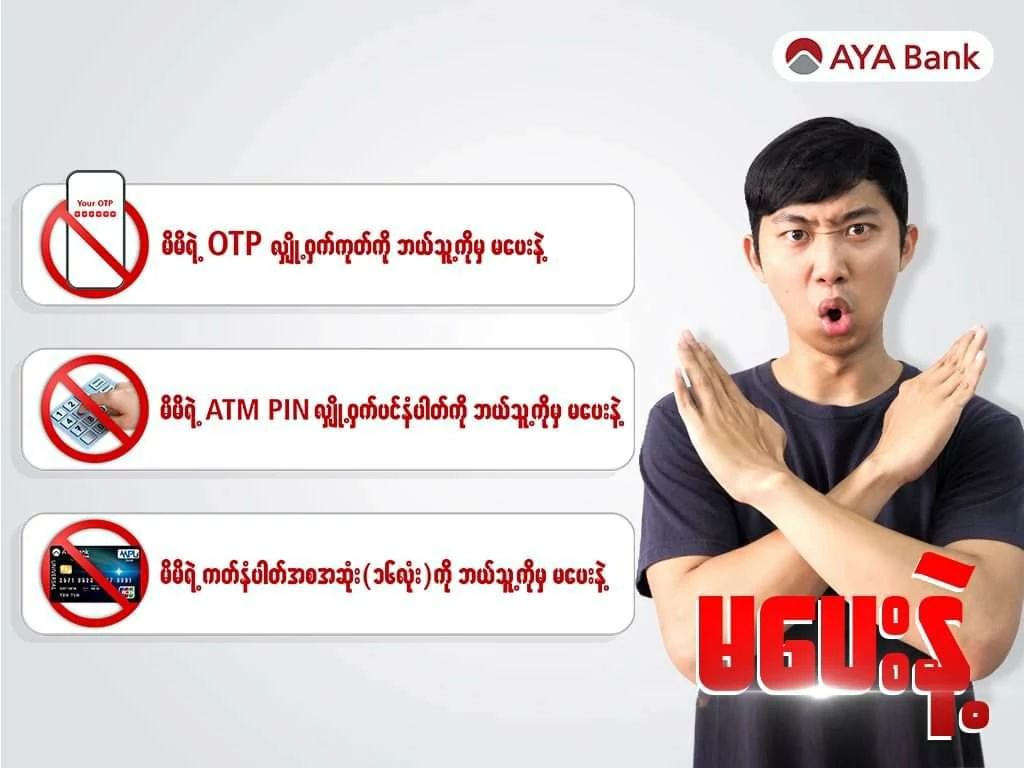 AYA Bank
Your OTP
မိမိရဲ့ OTP လျှို့ဝှက်ကုတ်ကို ဘယ်သူ့ကိုမှ မပေးနဲ့
မိမိရဲ့ ATM PIN လျှို့ဝှက်ပင်နံပါတ်ကို ဘယ်သူ့ကိုမှ မပေးနဲ့
AYA Bank
MPU
မိမိရဲ့ ကတ်နံပါတ်အစအဆုံး(၁၆လုံး)ကို ဘယ်သူ့ကိုမှ မပေးနဲ့
မပေးနဲ့